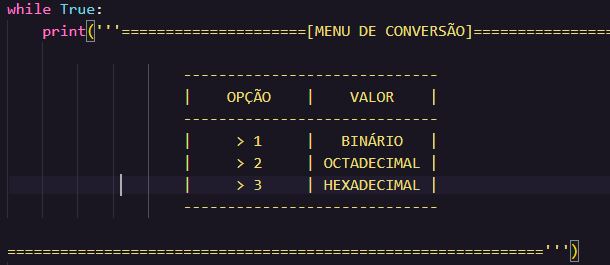 while True:
print('''=====================[MENU DE CONVERSÃO]================
-----------------------------
| OPÇÃO | VALOR |
-----------------------------
| > 1 | BINÁRIO |
| > 2 | OCTADECIMAL |
| > 3 | HEXADECIMAL |
-----------------------------
=============================================================''')